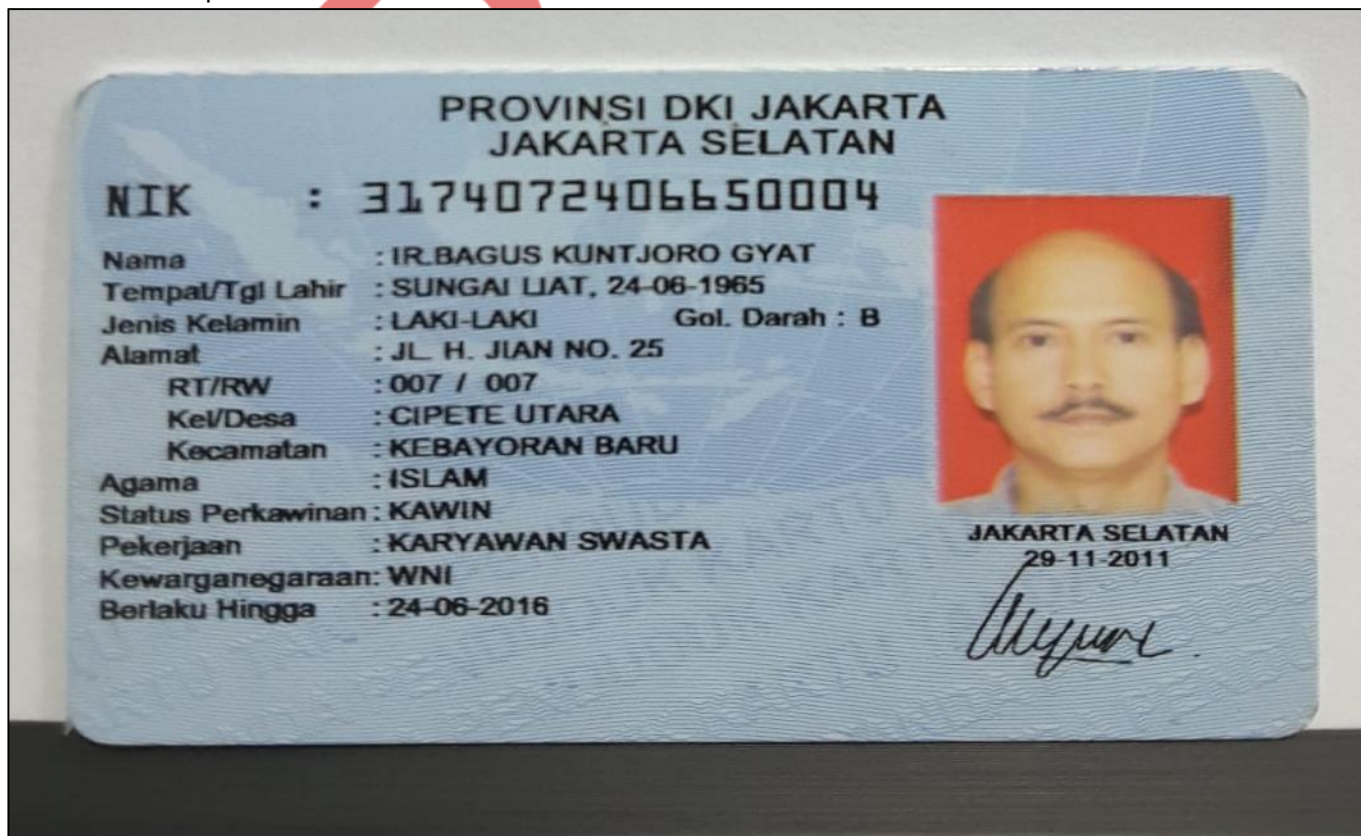 PROVINSI DKI JAKARTA
JAKARTA SELATAN
NIK : 3174072406650004
Nama : IR.BAGUS KUNTJORO GYAT
Tempat/Tgl Lahir : SUNGAI LIAT, 24-06-1965
Jenis Kelamin : LAKI-LAKI Gol. Darah : B
Alamat : JL. H. JIAN NO. 25
RT/RW : 007 / 007
Kel/Desa : CIPETE UTARA
Kecamatan : KEBAYORAN BARU
Agama : ISLAM
Status Perkawinan : KAWIN
Pekerjaan : KARYAWAN SWASTA
Kewarganegaraan : WNI
Berlaku Hingga : 24-06-2016
JAKARTA SELATAN
29-11-2011